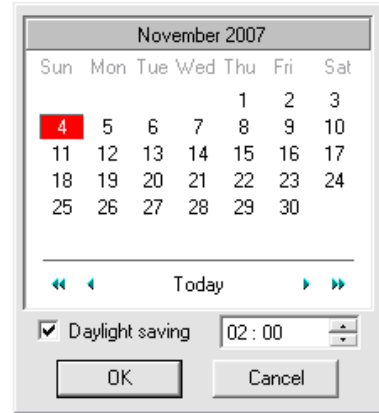 November 2007
Sun Mon Tue Wed Thu Fri Sat
1 2 3
4 5 6 7 8 9 10
11 12 13 14 15 16 17
18 19 20 21 22 23 24
25 26 27 28 29 30
Today
Daylight saving 02 : 00
OK Cancel